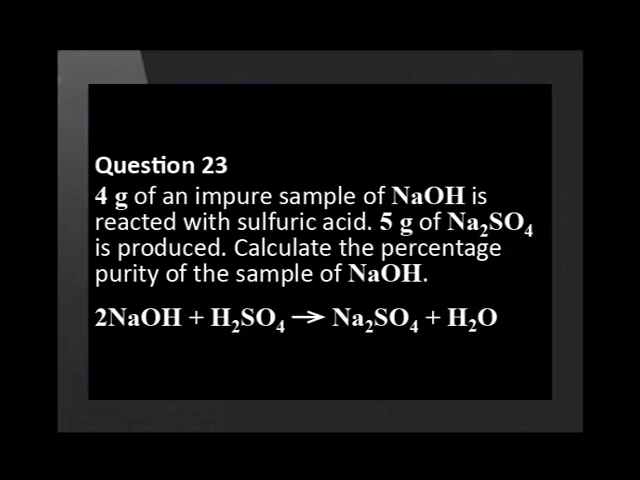 Question 23
4 g of an impure sample of NaOH is
reacted with sulfuric acid. 5 g of Na₂SO₄
is produced. Calculate the percentage
purity of the sample of NaOH.
2NaOH + H₂SO₄ → Na₂SO₄ + H₂O